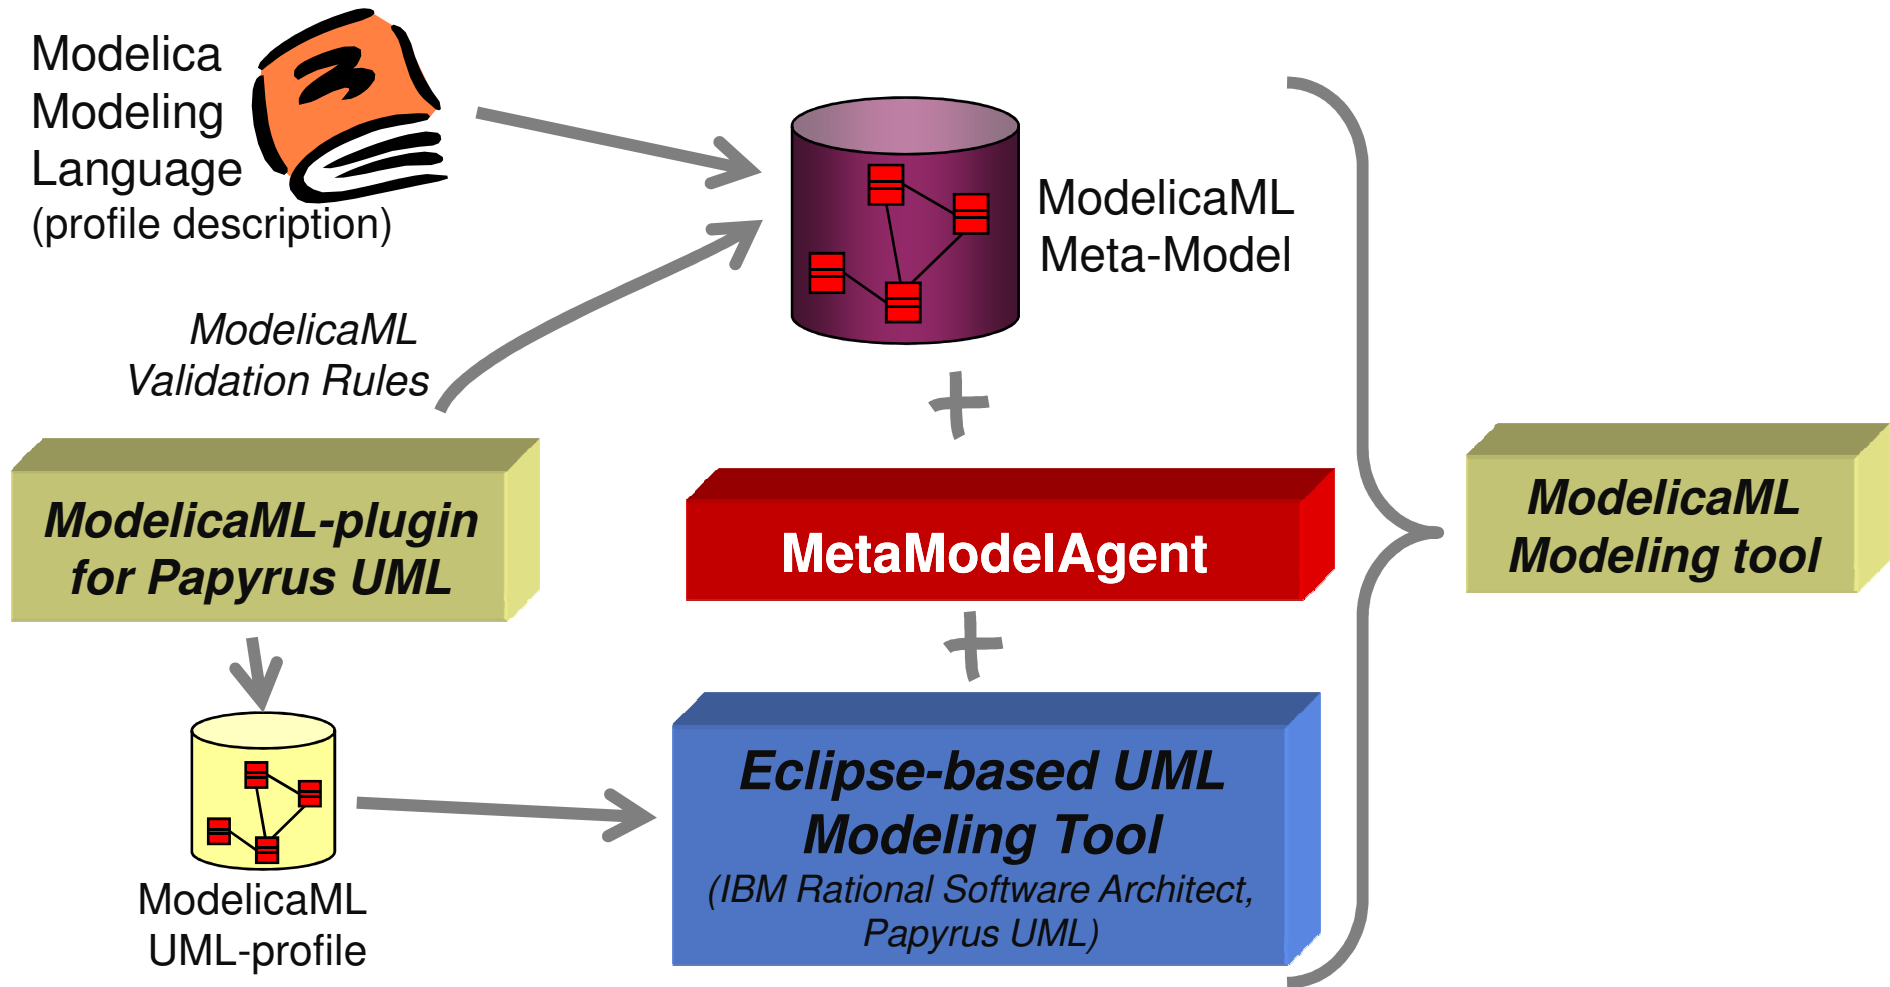 Modelica
Modeling
Language
(profile description)
ModelicaML
Meta-Model
ModelicaML
Validation Rules
ModelicaML-plugin
for Papyrus UML
MetaModelAgent
ModelicaML
Modeling tool
Eclipse-based UML
Modeling Tool
(IBM Rational Software Architect,
Papyrus UML)
ModelicaML
UML-profile